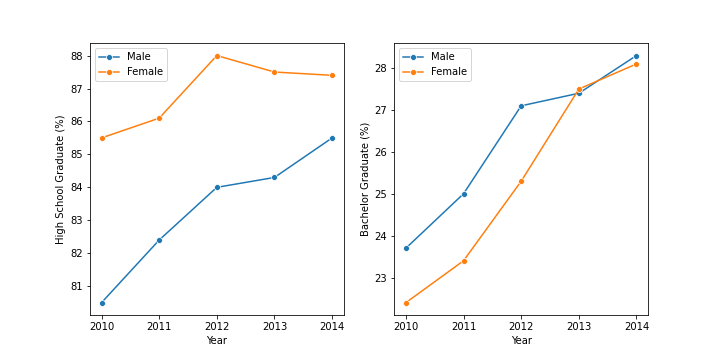 High School Graduate (%)
88
87
86
85
84
83
82
81
Male
Female
2010 2011 2012 2013 2014
Year
Bachelor Graduate (%)
28
27
26
25
24
23
Male
Female
2010 2011 2012 2013 2014
Year